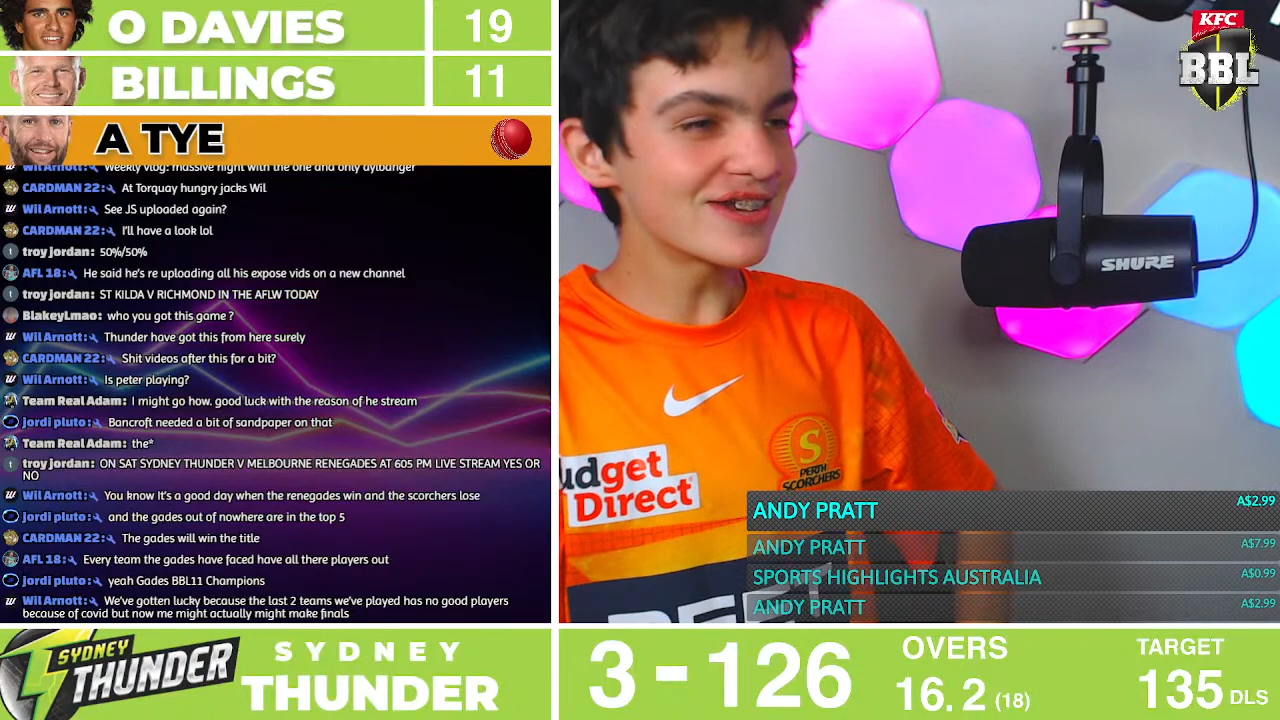 O DAVIES 19
BILLINGS 11
A TYE
Wil Arnott: Weekly vlog: massive night with the one and only aylbanger
CARDMAN 22: At Torquay hungry jacks Wil
Wil Arnott: See JS uploaded again?
CARDMAN 22: I'll have a look lol
troy jordan: 50%/50%
AFL 18: He said he's re uploading all his expose vids on a new channel
troy jordan: ST KILDA V RICHMOND IN THE AFLW TODAY
BlakeyLmao: who you got this game ?
Wil Arnott: Thunder have got this from here surely
CARDMAN 22: Shit videos after this for a bit?
Wil Arnott: Is peter playing?
Team Real Adam: I might go how. good luck with the reason of he stream
jordi pluto: Bancroft needed a bit of sandpaper on that
Team Real Adam: the*
troy jordan: ON SAT SYDNEY THUNDER V MELBOURNE RENEGADES AT 605 PM LIVE STREAM YES OR
NO
Wil Arnott: You know It's a good day when the renegades win and the scorchers lose
jordi pluto: and the gades out of nowhere are in the top 5
CARDMAN 22: The gades will win the title
AFL 18: Every team the gades have faced have all there players out
jordi pluto: yeah Gades BBL11 Champions
Wil Arnott: We've gotten lucky because the last 2 teams we've played has no good players
because of covid but now me might actually might make finals
KFC
BBL
SHURE
S
PERTH
SCORCHERS
udget
Direct
ANDY PRATT A$2.99
ANDY PRATT A$7.99
SPORTS HIGHLIGHTS AUSTRALIA A$0.99
ANDY PRATT A$2.99
SYDNEY
THUNDER
SYDNEY
THUNDER
3-126
OVERS
16.2 (18)
TARGET
135 DLS